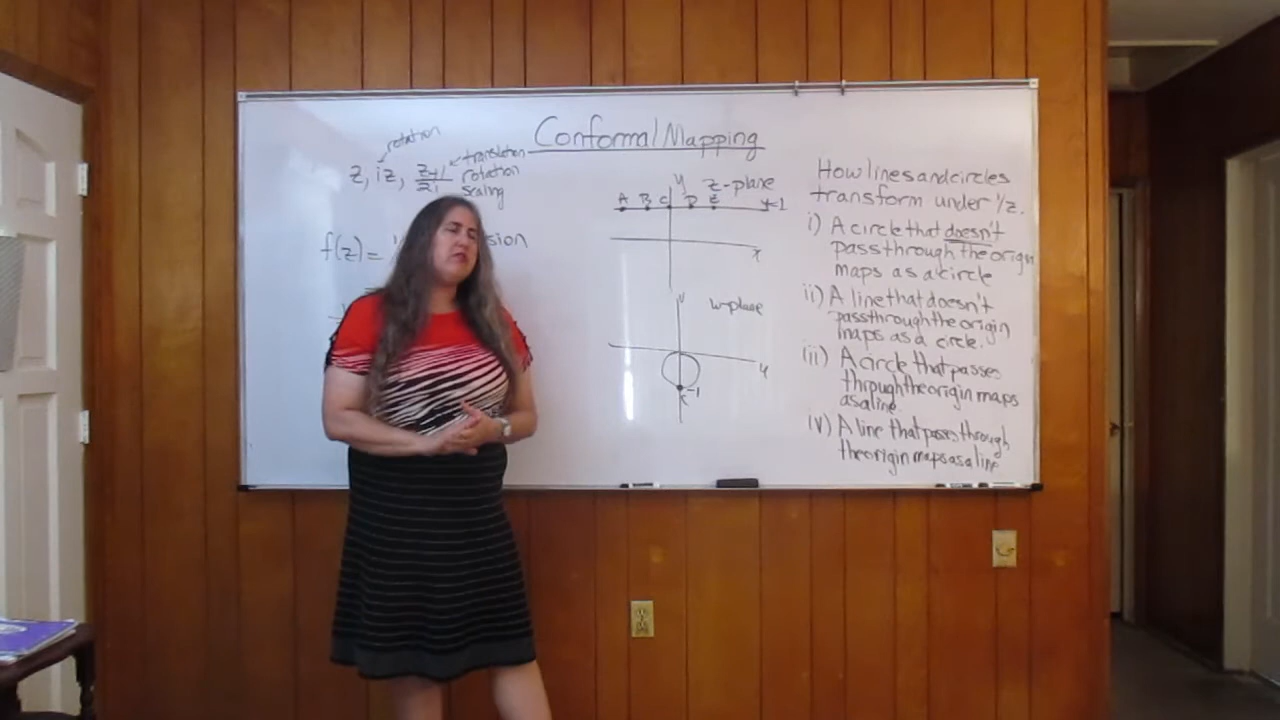 Conformal Mapping
rotation
z, iz, z+1
2i
translation
rotation
scaling
f(z) =
y z-plane
A B C D E y=1
x
v w-plane
u
-1
C
How lines and circles
transform under 1/z.
i) A circle that doesn't
pass through the origin
maps as a circle
ii) A line that doesn't
pass through the origin
maps as a circle.
iii) A circle that passes
through the origin maps
as a line.
iv) A line that passes through
the origin maps as a line